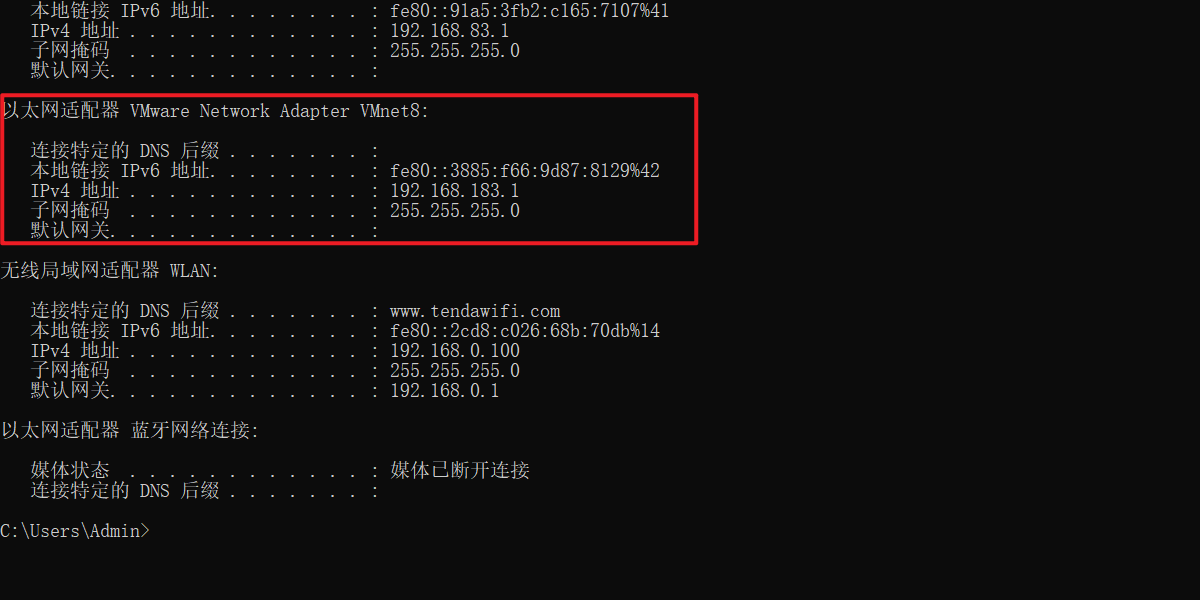 本地链接 IPv6 地址. . . . . . . . : fe80::91a5:3fb2:c165:7107%41
IPv4 地址 . . . . . . . . . . . . : 192.168.83.1
子网掩码  . . . . . . . . . . . . : 255.255.255.0
默认网关. . . . . . . . . . . . . :
以太网适配器 VMware Network Adapter VMnet8:
连接特定的 DNS 后缀 . . . . . . . :
本地链接 IPv6 地址. . . . . . . . : fe80::3885:f66:9d87:8129%42
IPv4 地址 . . . . . . . . . . . . : 192.168.183.1
子网掩码  . . . . . . . . . . . . : 255.255.255.0
默认网关. . . . . . . . . . . . . :
无线局域网适配器 WLAN:
连接特定的 DNS 后缀 . . . . . . . : www.tendawifi.com
本地链接 IPv6 地址. . . . . . . . : fe80::2cd8:c026:68b:70db%14
IPv4 地址 . . . . . . . . . . . . : 192.168.0.100
子网掩码  . . . . . . . . . . . . : 255.255.255.0
默认网关. . . . . . . . . . . . . : 192.168.0.1
以太网适配器 蓝牙网络连接:
媒体状态  . . . . . . . . . . . . : 媒体已断开连接
连接特定的 DNS 后缀 . . . . . . . :
C:\Users\Admin>